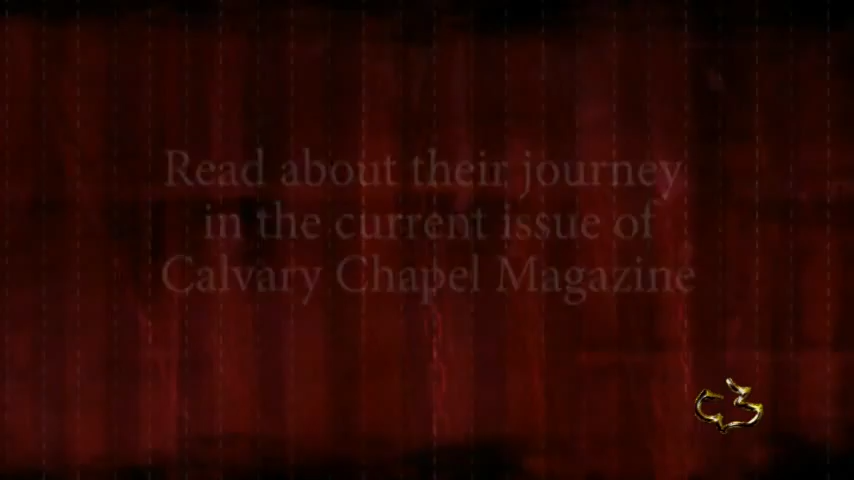 Read about their journey
in the current issue of
Calvary Chapel Magazine